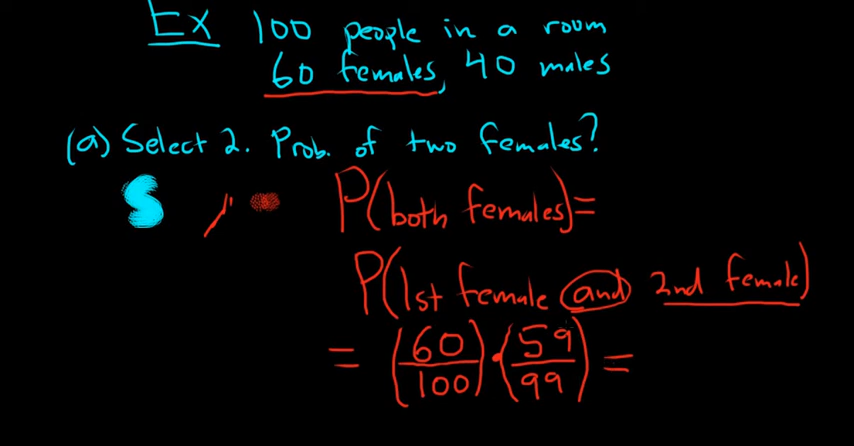 Ex 100 people in a room
60 females, 40 males
(a) Select 2. Prob. of two females?
S
P(both females)=
P(1st female and 2nd female)
= (60/100)·(59/99) =